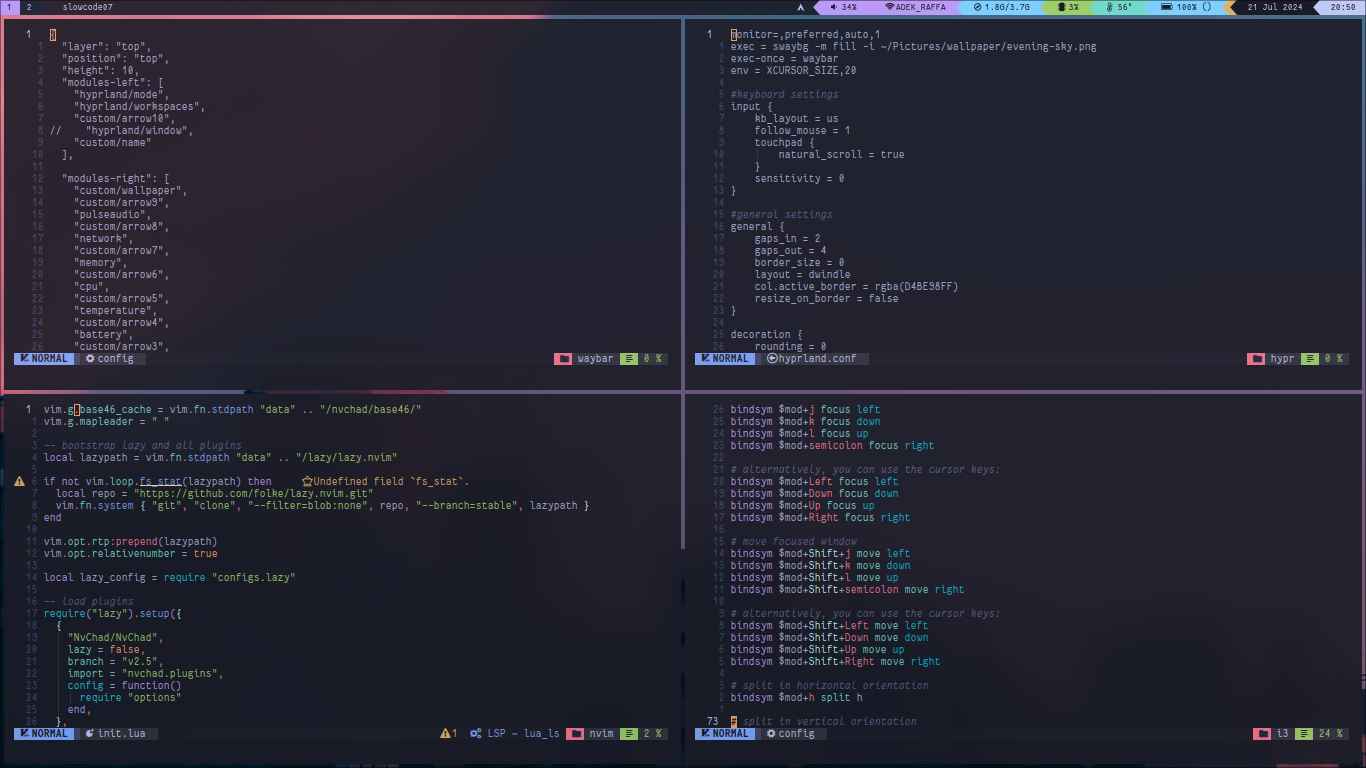 1 2 slowcode07 34% ADEK_RAFFA 1.8G/3.7G 3% 56° 100% () 21 Jul 2024 20:50
1 {
1 "layer": "top",
2 "position": "top",
3 "height": 10,
4 "modules-left": [
5 "hyprland/mode",
6 "hyprland/workspaces",
7 "custom/arrow10",
8 // "hyprland/window",
9 "custom/name"
10 ],
11
12 "modules-right": [
13 "custom/wallpaper",
14 "custom/arrow9",
15 "pulseaudio",
16 "custom/arrow8",
17 "network",
18 "custom/arrow7",
19 "memory",
20 "custom/arrow6",
21 "cpu",
22 "custom/arrow5",
23 "temperature",
24 "custom/arrow4",
25 "battery",
26 "custom/arrow3",
NORMAL config waybar 0 %
1 monitor=,preferred,auto,1
1 exec = swaybg -m fill -i ~/Pictures/wallpaper/evening-sky.png
2 exec-once = waybar
3 env = XCURSOR_SIZE,20
4
5 #keyboard settings
6 input {
7 kb_layout = us
8 follow_mouse = 1
9 touchpad {
10 natural_scroll = true
11 }
12 sensitivity = 0
13 }
14
15 #general settings
16 general {
17 gaps_in = 2
18 gaps_out = 4
19 border_size = 0
20 layout = dwindle
21 col.active_border = rgba(D4BE98FF)
22 resize_on_border = false
23 }
24
25 decoration {
26 rounding = 0
NORMAL hyprland.conf hypr 0 %
1 vim.g.base46_cache = vim.fn.stdpath "data" .. "/nvchad/base46/"
1 vim.g.mapleader = " "
2
3 -- bootstrap lazy and all plugins
4 local lazypath = vim.fn.stdpath "data" .. "/lazy/lazy.nvim"
5
6 if not vim.loop.fs_stat(lazypath) then Undefined field `fs_stat`.
7 local repo = "https://github.com/folke/lazy.nvim.git"
8 vim.fn.system { "git", "clone", "--filter=blob:none", repo, "--branch=stable", lazypath }
9 end
10
11 vim.opt.rtp:prepend(lazypath)
12 vim.opt.relativenumber = true
13
14 local lazy_config = require "configs.lazy"
15
16 -- load plugins
17 require("lazy").setup({
18 {
19 "NvChad/NvChad",
20 lazy = false,
21 branch = "v2.5",
22 import = "nvchad.plugins",
23 config = function()
24 require "options"
25 end,
26 },
NORMAL init.lua 1 LSP ~ lua_ls nvim 2 %
26 bindsym $mod+j focus left
25 bindsym $mod+k focus down
24 bindsym $mod+l focus up
23 bindsym $mod+semicolon focus right
22
21 # alternatively, you can use the cursor keys:
20 bindsym $mod+Left focus left
19 bindsym $mod+Down focus down
18 bindsym $mod+Up focus up
17 bindsym $mod+Right focus right
16
15 # move focused window
14 bindsym $mod+Shift+j move left
13 bindsym $mod+Shift+k move down
12 bindsym $mod+Shift+l move up
11 bindsym $mod+Shift+semicolon move right
10
9 # alternatively, you can use the cursor keys:
8 bindsym $mod+Shift+Left move left
7 bindsym $mod+Shift+Down move down
6 bindsym $mod+Shift+Up move up
5 bindsym $mod+Shift+Right move right
4
3 # split in horizontal orientation
2 bindsym $mod+h split h
1
73 # split in vertical orientation
NORMAL config i3 24 %